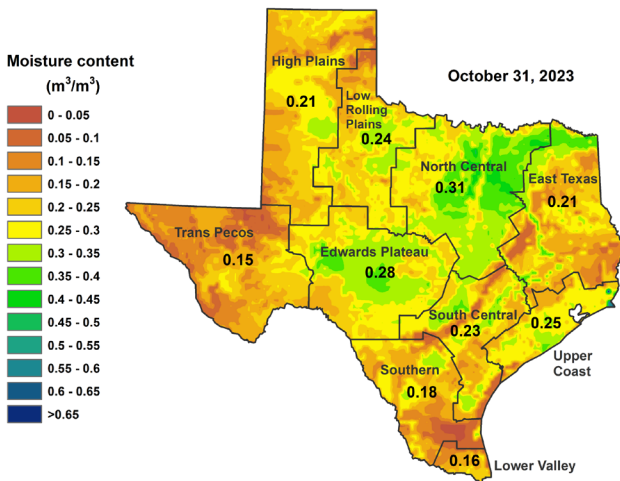 Moisture content
(m³/m³)
0 - 0.05
0.05 - 0.1
0.1 - 0.15
0.15 - 0.2
0.2 - 0.25
0.25 - 0.3
0.3 - 0.35
0.35 - 0.4
0.4 - 0.45
0.45 - 0.5
0.5 - 0.55
0.55 - 0.6
0.6 - 0.65
>0.65
October 31, 2023
High Plains
0.21
Low
Rolling
Plains
0.24
North Central
0.31
East Texas
0.21
Trans Pecos
0.15
Edwards Plateau
0.28
South Central
0.23
0.25
Upper
Coast
Southern
0.18
0.16
Lower Valley